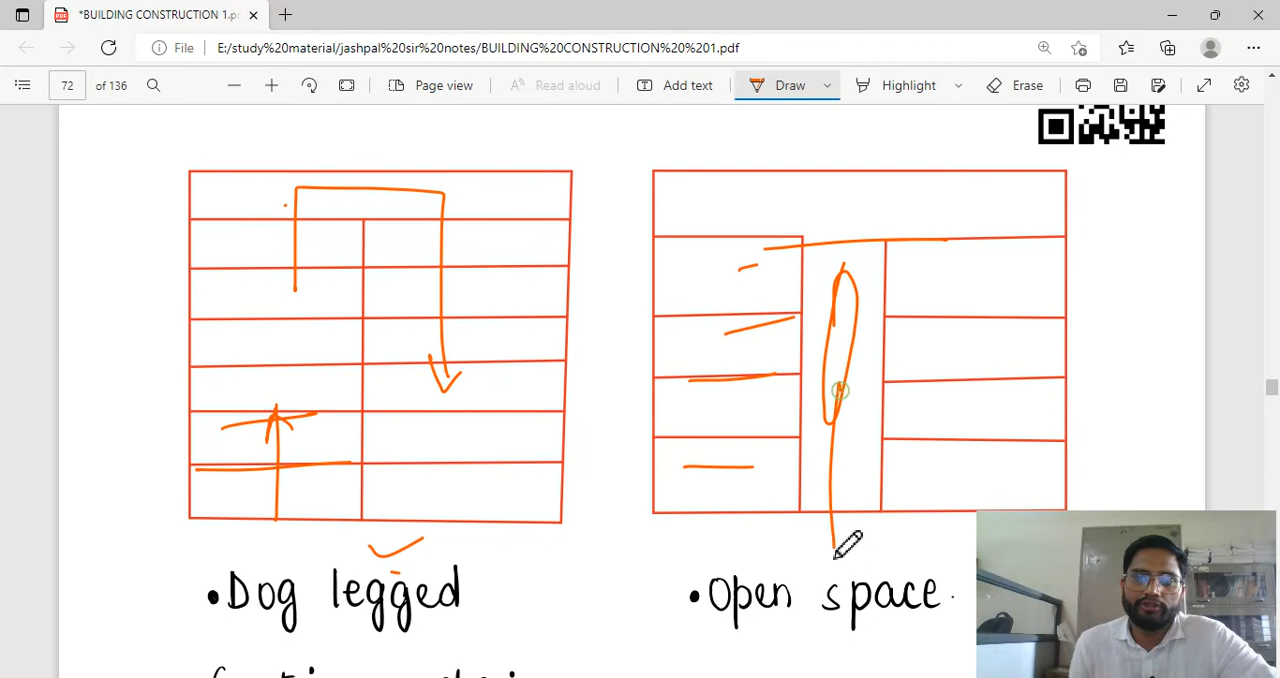 *BUILDING CONSTRUCTION 1.p
File E:/study%20material/jashpal%20sir%20notes/BUILDING%20CONSTRUCTION%20%201.pdf
72 of 136 Page view Read aloud Add text Draw Highlight Erase
• Dog legged
• Open space